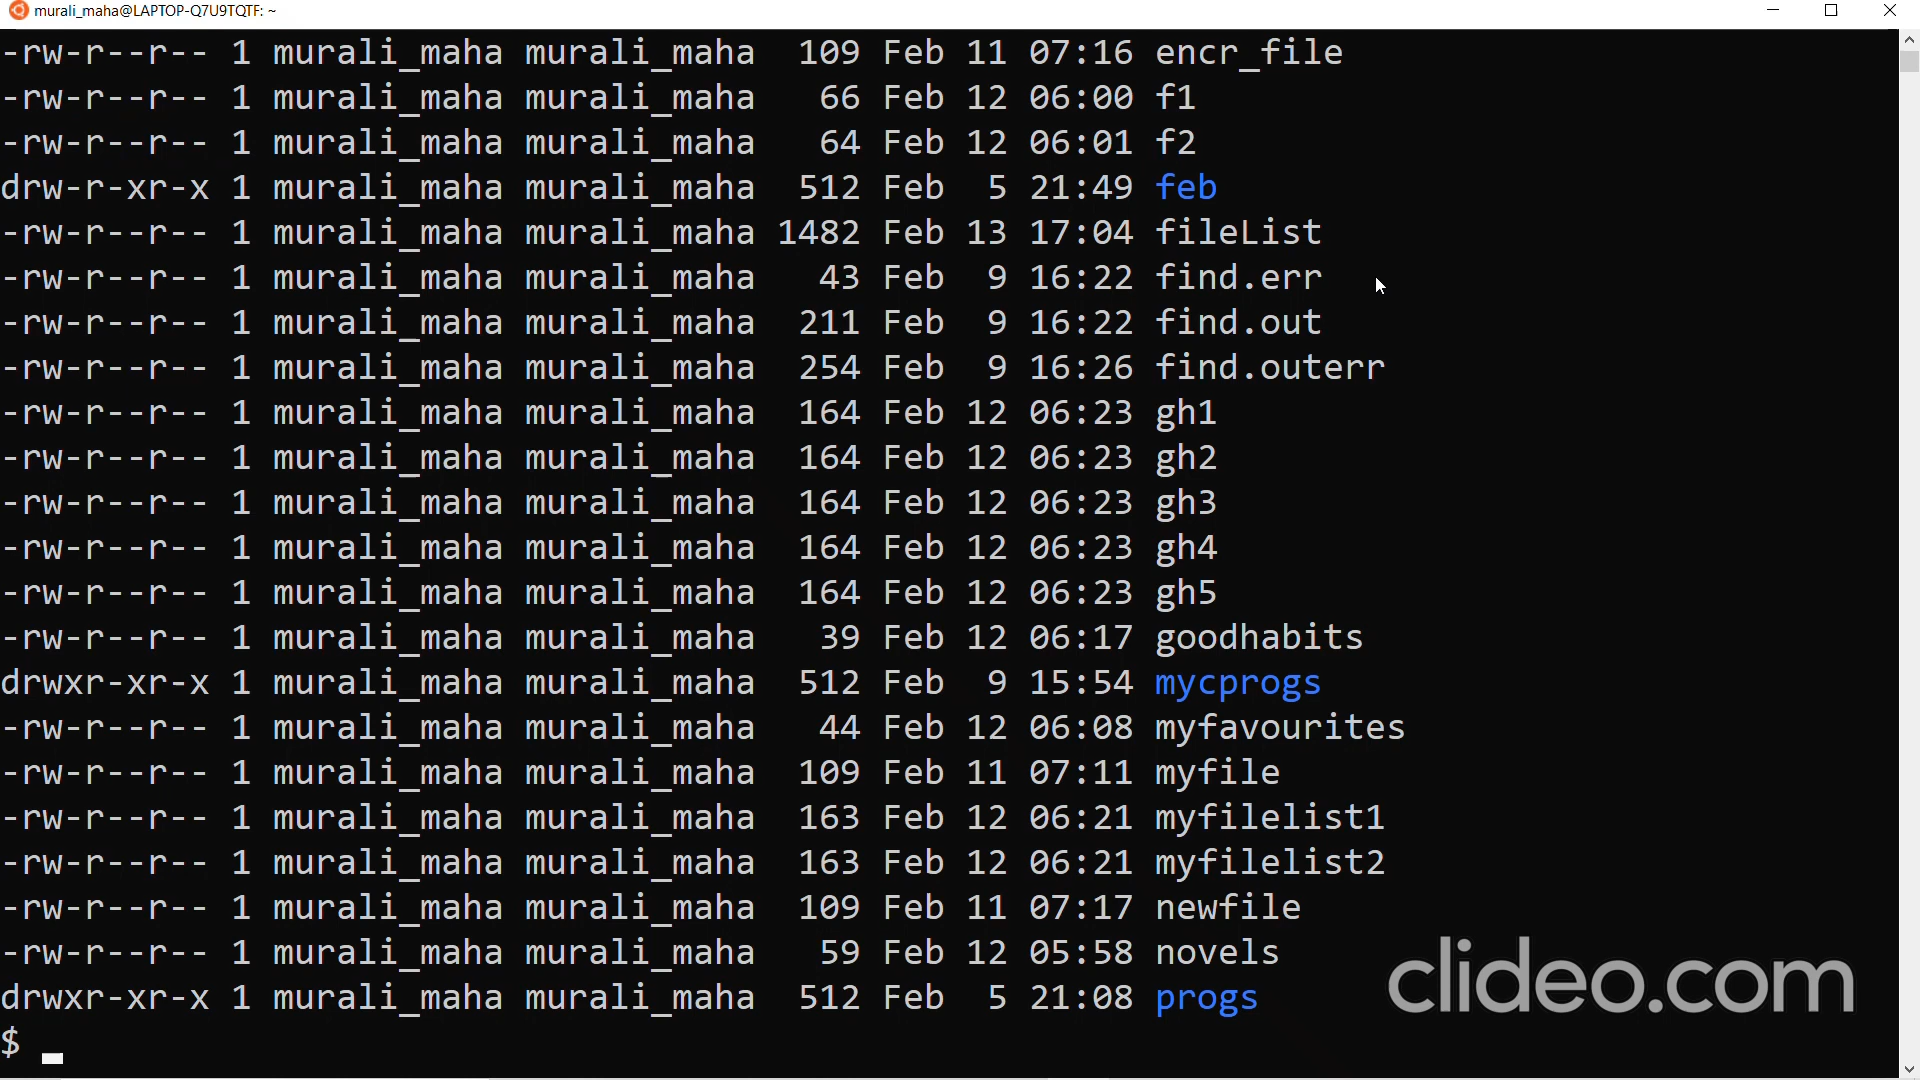 murali_maha@LAPTOP-Q7U9TQTF: ~
-rw-r--r-- 1 murali_maha murali_maha  109 Feb 11 07:16 encr_file
-rw-r--r-- 1 murali_maha murali_maha   66 Feb 12 06:00 f1
-rw-r--r-- 1 murali_maha murali_maha   64 Feb 12 06:01 f2
drw-r-xr-x 1 murali_maha murali_maha  512 Feb  5 21:49 feb
-rw-r--r-- 1 murali_maha murali_maha 1482 Feb 13 17:04 fileList
-rw-r--r-- 1 murali_maha murali_maha   43 Feb  9 16:22 find.err
-rw-r--r-- 1 murali_maha murali_maha  211 Feb  9 16:22 find.out
-rw-r--r-- 1 murali_maha murali_maha  254 Feb  9 16:26 find.outerr
-rw-r--r-- 1 murali_maha murali_maha  164 Feb 12 06:23 gh1
-rw-r--r-- 1 murali_maha murali_maha  164 Feb 12 06:23 gh2
-rw-r--r-- 1 murali_maha murali_maha  164 Feb 12 06:23 gh3
-rw-r--r-- 1 murali_maha murali_maha  164 Feb 12 06:23 gh4
-rw-r--r-- 1 murali_maha murali_maha  164 Feb 12 06:23 gh5
-rw-r--r-- 1 murali_maha murali_maha   39 Feb 12 06:17 goodhabits
drwxr-xr-x 1 murali_maha murali_maha  512 Feb  9 15:54 mycprogs
-rw-r--r-- 1 murali_maha murali_maha   44 Feb 12 06:08 myfavourites
-rw-r--r-- 1 murali_maha murali_maha  109 Feb 11 07:11 myfile
-rw-r--r-- 1 murali_maha murali_maha  163 Feb 12 06:21 myfilelist1
-rw-r--r-- 1 murali_maha murali_maha  163 Feb 12 06:21 myfilelist2
-rw-r--r-- 1 murali_maha murali_maha  109 Feb 11 07:17 newfile
-rw-r--r-- 1 murali_maha murali_maha   59 Feb 12 05:58 novels
drwxr-xr-x 1 murali_maha murali_maha  512 Feb  5 21:08 progs
$
clideo.com